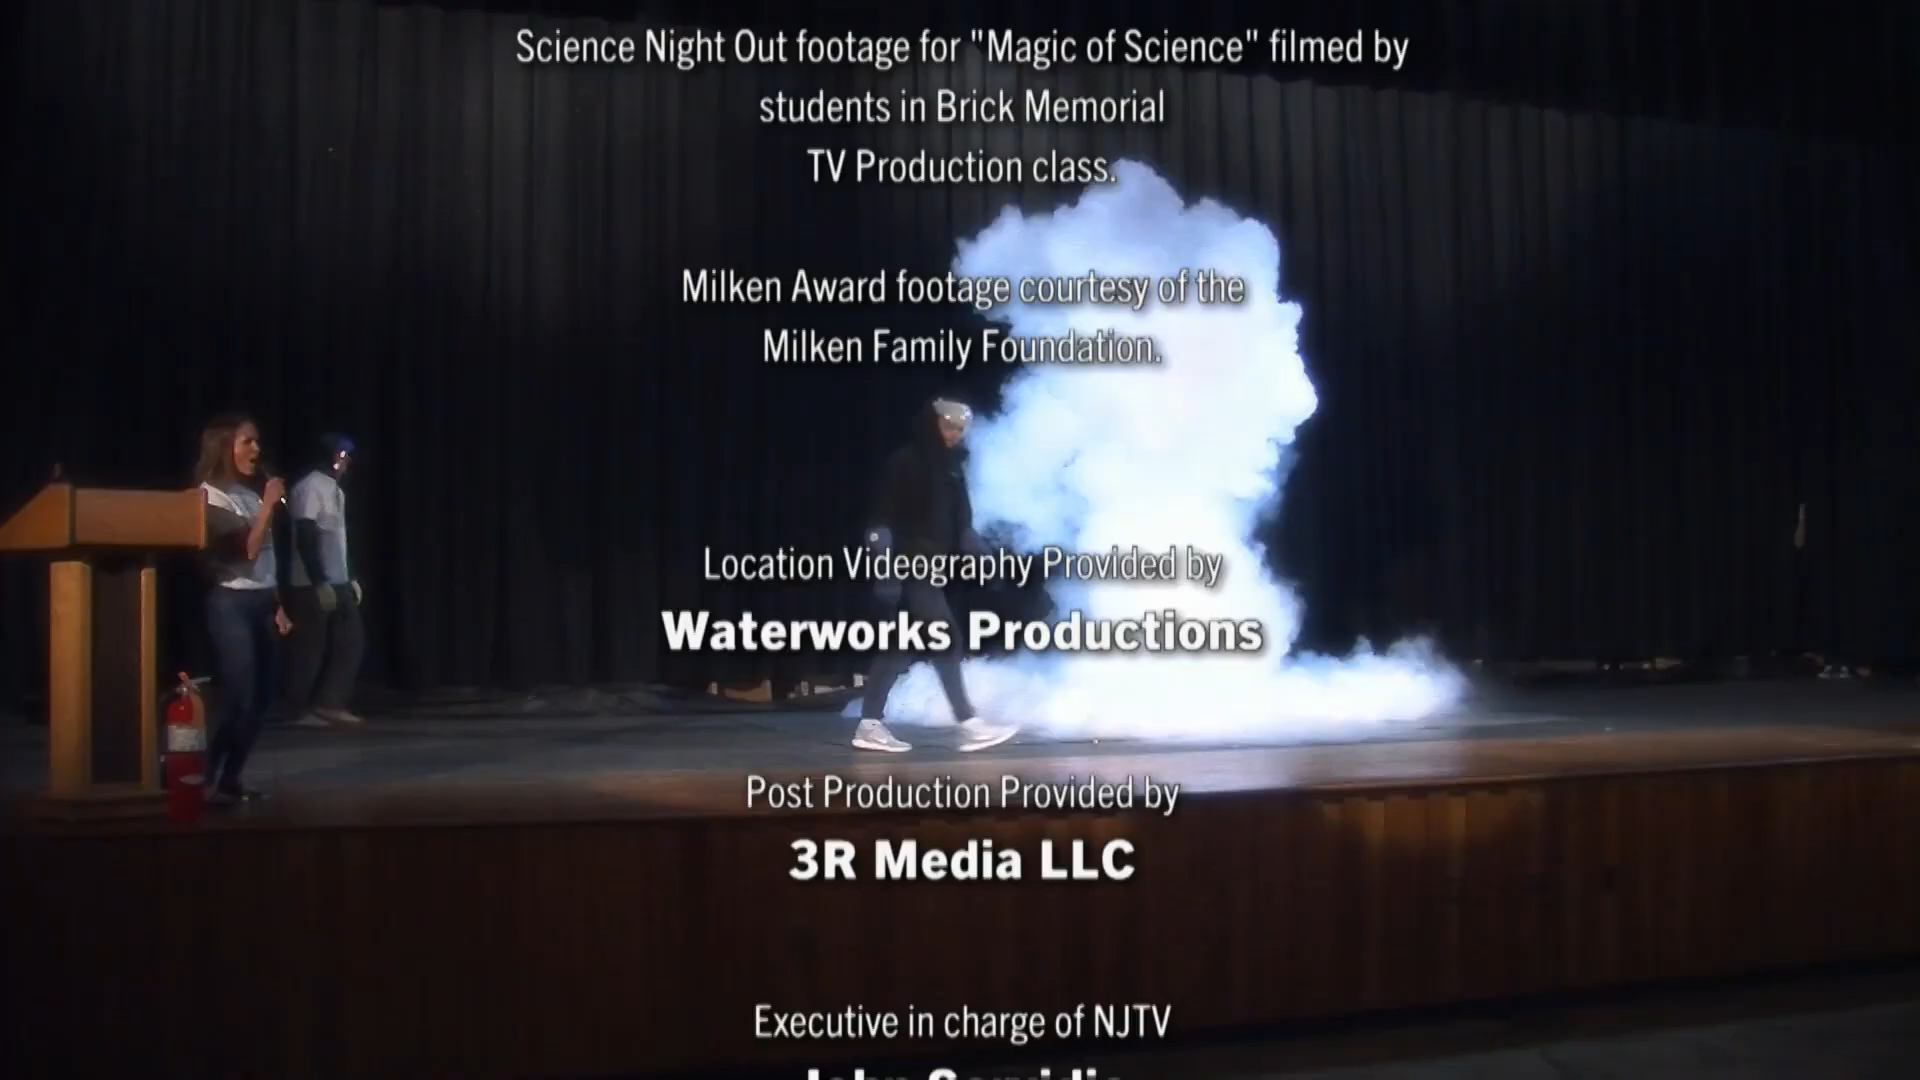 Science Night Out footage for "Magic of Science" filmed by
students in Brick Memorial
TV Production class.
Milken Award footage courtesy of the
Milken Family Foundation.
Location Videography Provided by
Waterworks Productions
Post Production Provided by
3R Media LLC
Executive in charge of NJTV